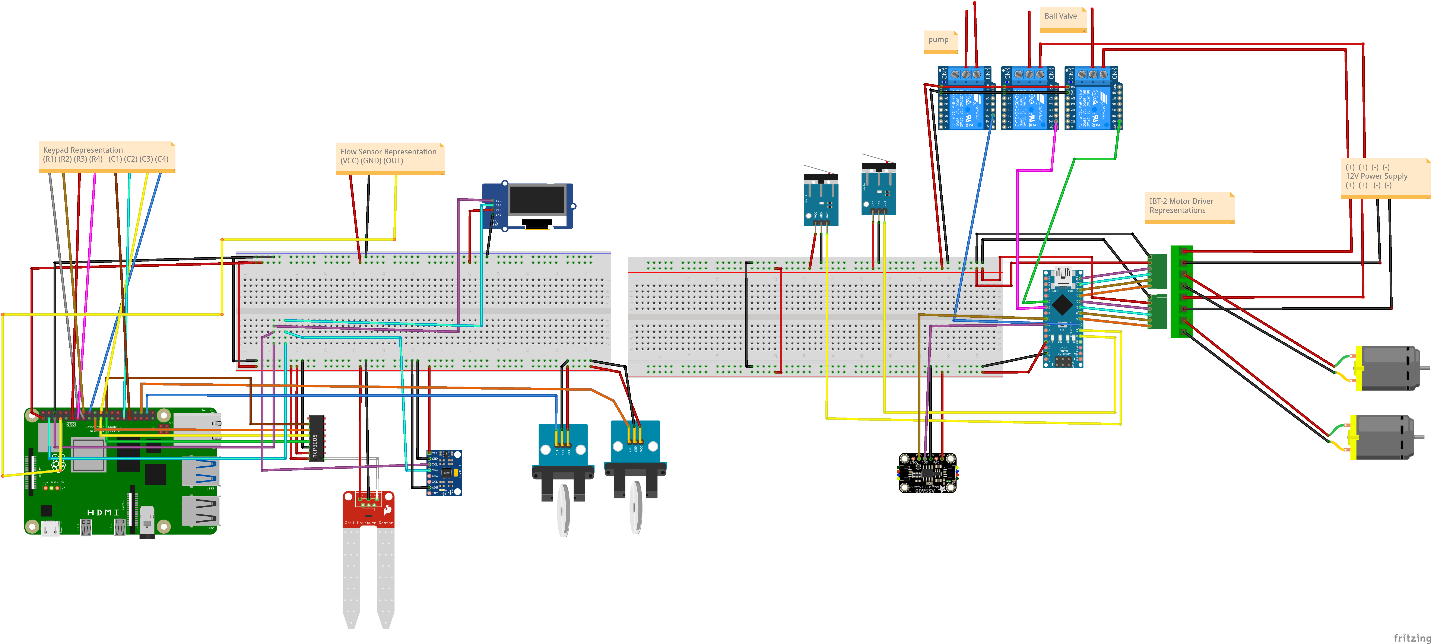 pump
Ball Valve
Keypad Representation
(R1) (R2) (R3) (R4) (C1) (C2) (C3) (C4)
Flow Sensor Representation
(VCC) (GND) (OUT)
(+) (+) (-) (-)
12V Power Supply
(+) (+) (-) (-)
IBT-2 Motor Driver
Representations
HDMI
fritzing